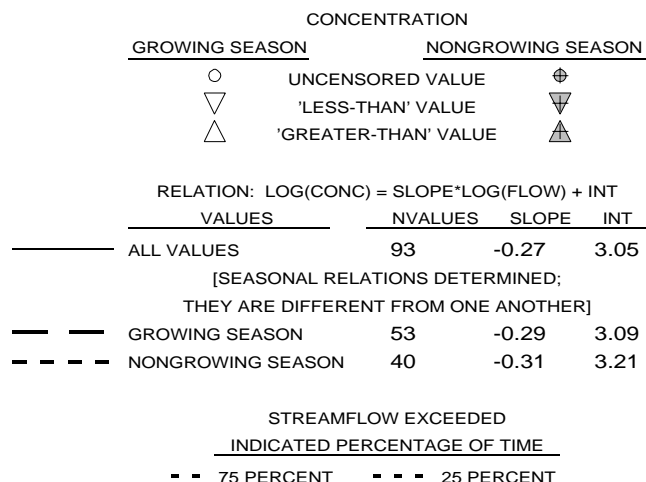 CONCENTRATION
GROWING SEASON NONGROWING SEASON
UNCENSORED VALUE
'LESS-THAN' VALUE
'GREATER-THAN' VALUE
RELATION: LOG(CONC) = SLOPE*LOG(FLOW) + INT
VALUES NVALUES SLOPE INT
ALL VALUES 93 -0.27 3.05
[SEASONAL RELATIONS DETERMINED;
THEY ARE DIFFERENT FROM ONE ANOTHER]
GROWING SEASON 53 -0.29 3.09
NONGROWING SEASON 40 -0.31 3.21
STREAMFLOW EXCEEDED
INDICATED PERCENTAGE OF TIME
75 PERCENT 25 PERCENT